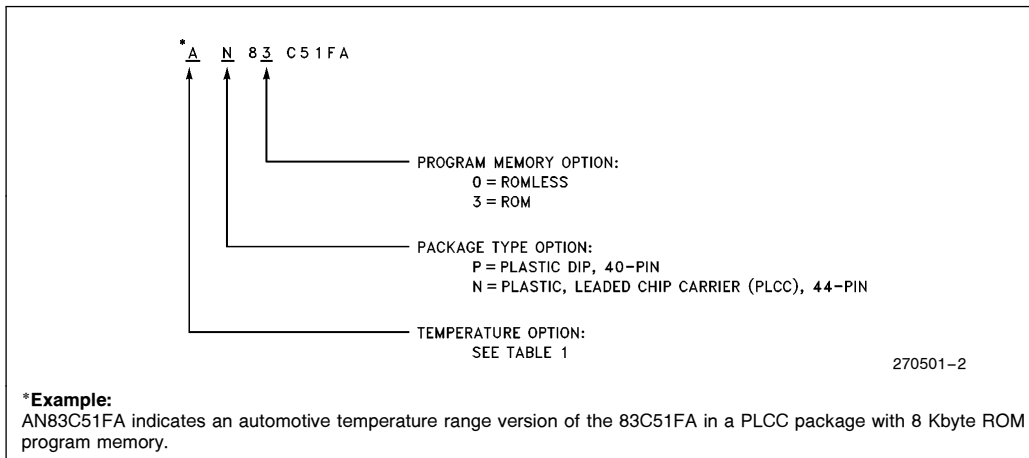 *A N 83 C51FA
PROGRAM MEMORY OPTION:
0 = ROMLESS
3 = ROM
PACKAGE TYPE OPTION:
P = PLASTIC DIP, 40-PIN
N = PLASTIC, LEADED CHIP CARRIER (PLCC), 44-PIN
TEMPERATURE OPTION:
SEE TABLE 1
270501–2
*Example:
AN83C51FA indicates an automotive temperature range version of the 83C51FA in a PLCC package with 8 Kbyte ROM
program memory.